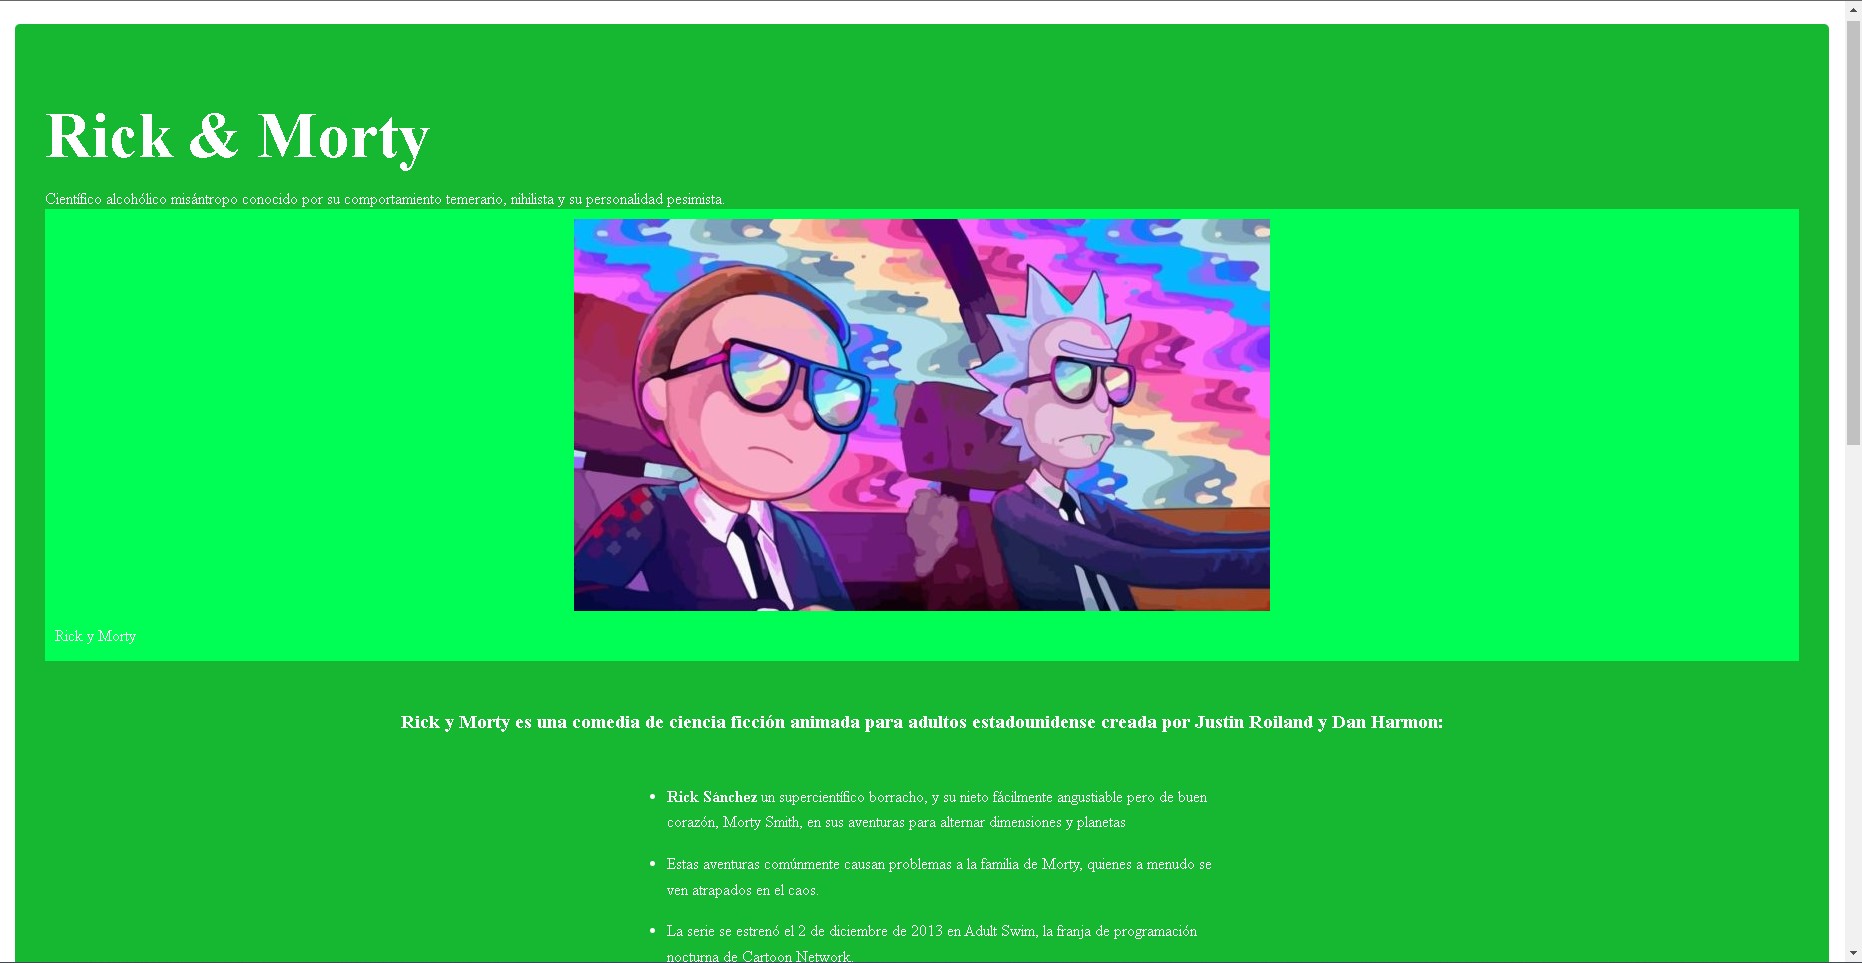 Rick & Morty
Científico alcohólico misántropo conocido por su comportamiento temerario, nihilista y su personalidad pesimista.
Rick y Morty
Rick y Morty es una comedia de ciencia ficción animada para adultos estadounidense creada por Justin Roiland y Dan Harmon:
Rick Sánchez un supercientífico borracho, y su nieto fácilmente angustiable pero de buen
corazón, Morty Smith, en sus aventuras para alternar dimensiones y planetas
Estas aventuras comúnmente causan problemas a la familia de Morty, quienes a menudo se
ven atrapados en el caos.
La serie se estrenó el 2 de diciembre de 2013 en Adult Swim, la franja de programación
nocturna de Cartoon Network.